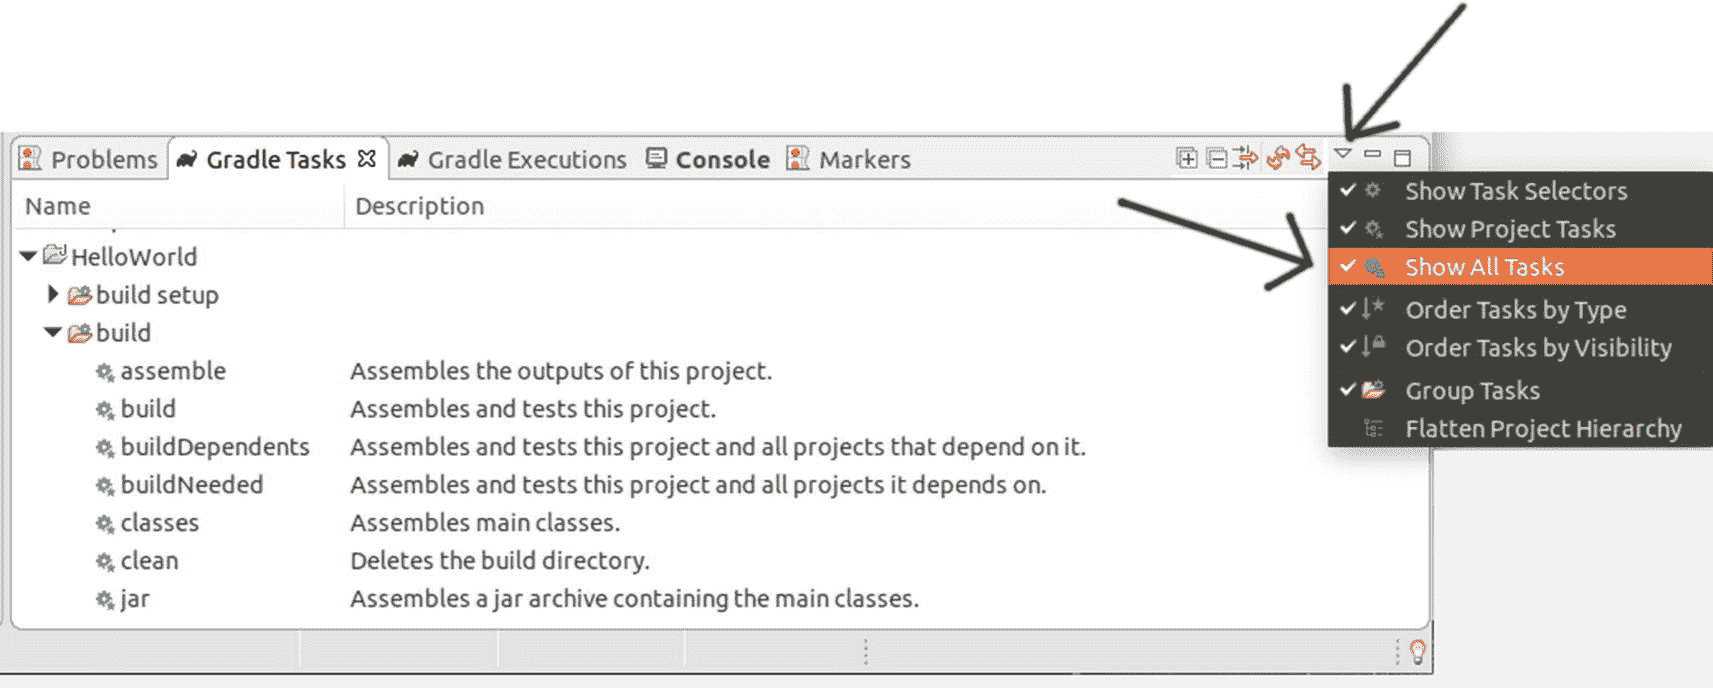 Problems Gradle Tasks Gradle Executions Console Markers
Name Description
Show Task Selectors
Show Project Tasks
Show All Tasks
Order Tasks by Type
Order Tasks by Visibility
Group Tasks
Flatten Project Hierarchy
HelloWorld
build setup
build
assemble Assembles the outputs of this project.
build Assembles and tests this project.
buildDependents Assembles and tests this project and all projects that depend on it.
buildNeeded Assembles and tests this project and all projects it depends on.
classes Assembles main classes.
clean Deletes the build directory.
jar Assembles a jar archive containing the main classes.